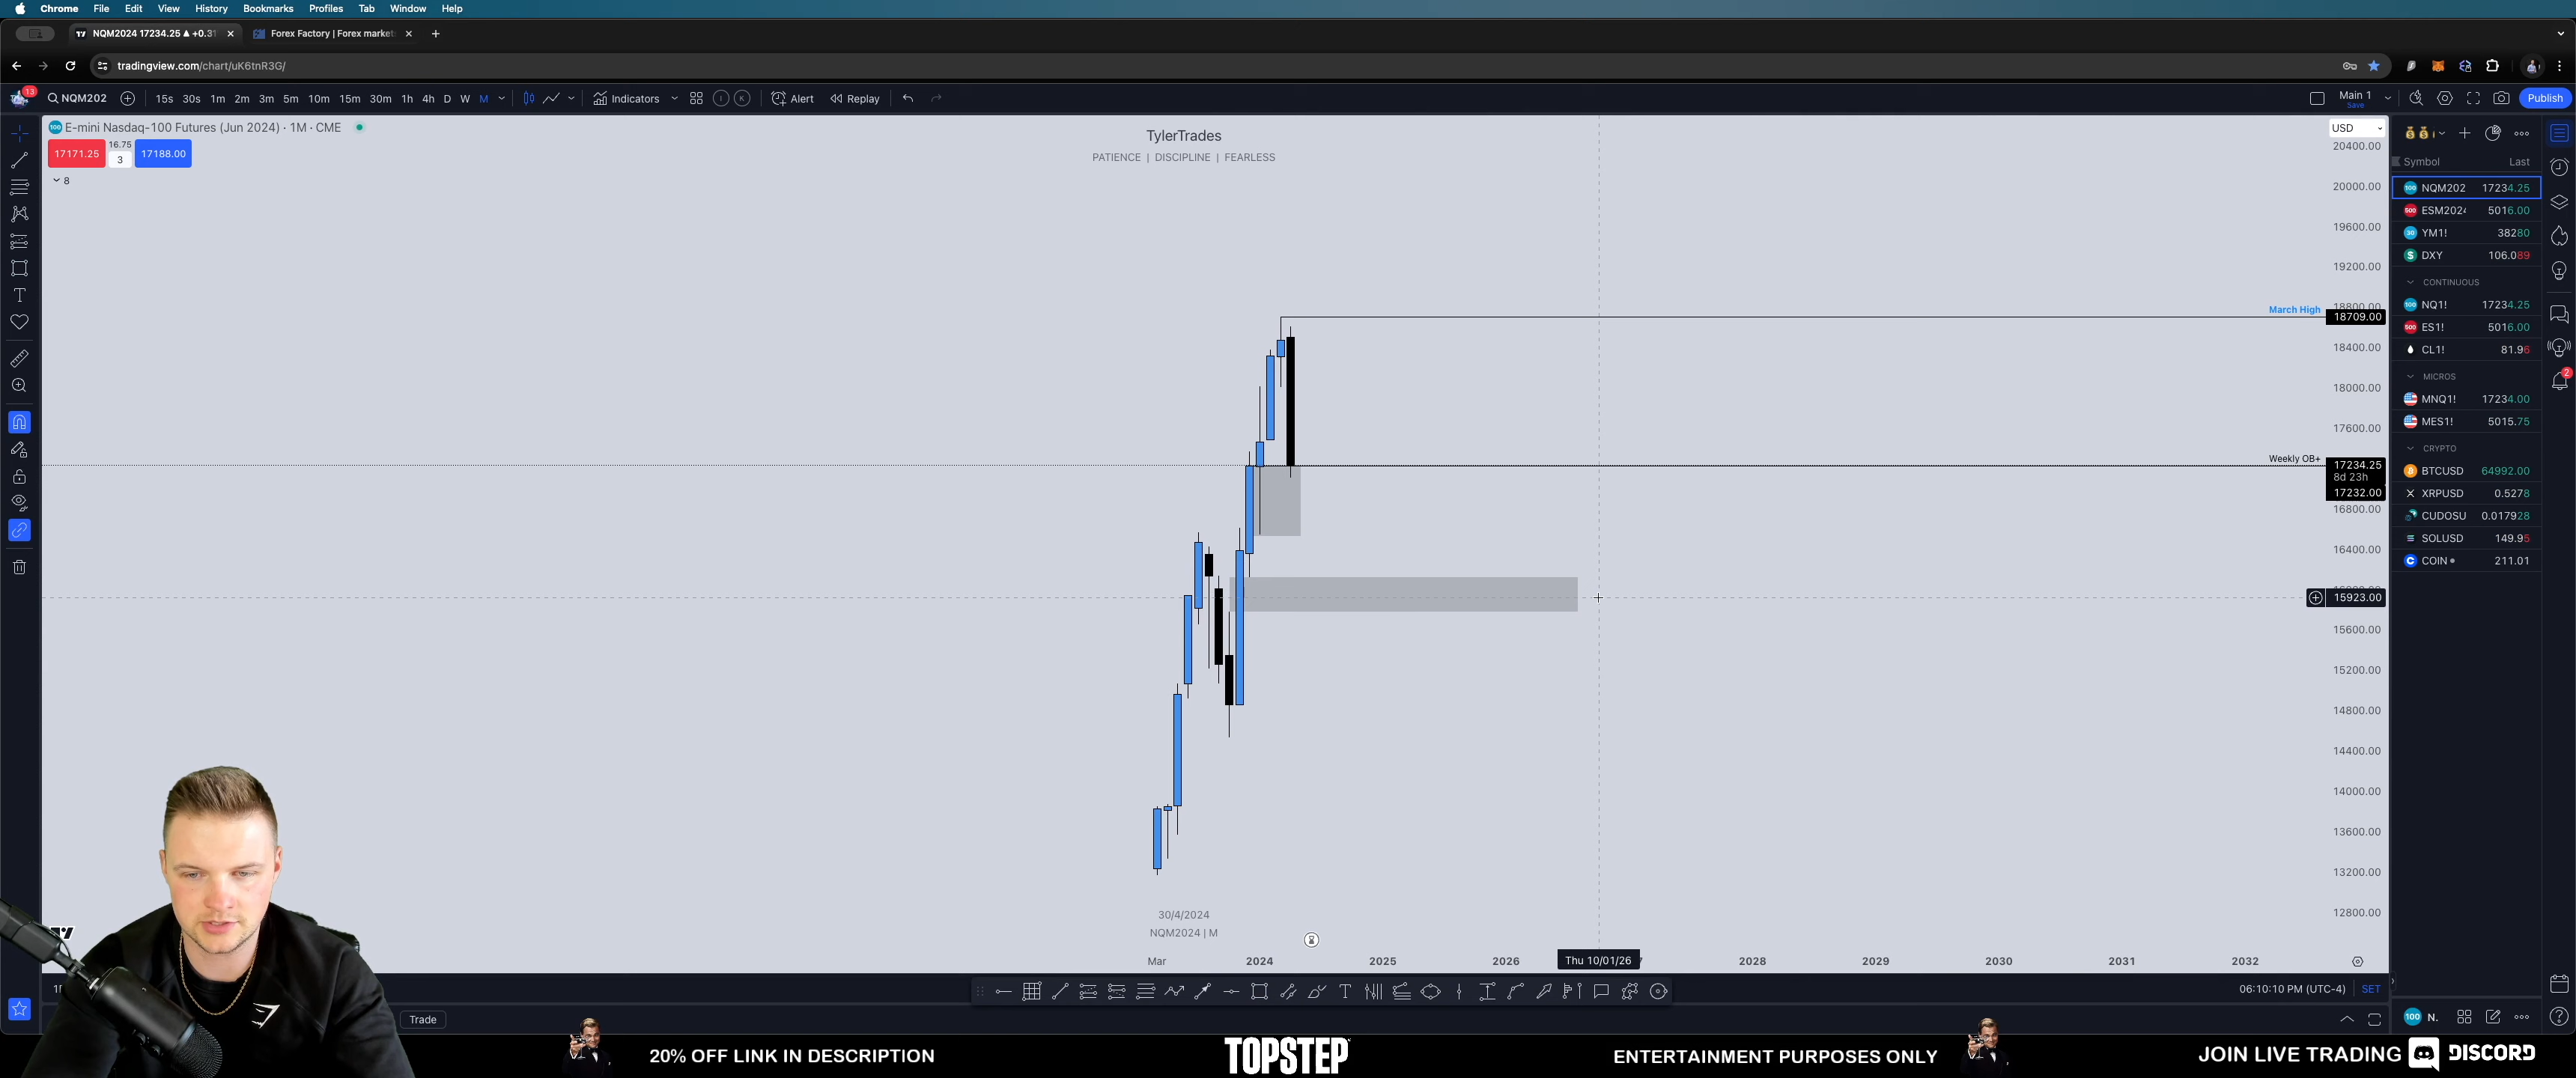 Chrome File Edit View History Bookmarks Profiles Tab Window Help
NQM2024 17234.25 ▲ +0.31
Forex Factory | Forex market
tradingview.com/chart/uK6tnR3G/
13
NQM202
15s 30s 1m 2m 3m 5m 10m 15m 30m 1h 4h D W M
Indicators
Alert
Replay
Main 1
Save
Publish
E-mini Nasdaq-100 Futures (Jun 2024) · 1M · CME
17171.25
16.75
3
17188.00
8
TylerTrades
PATIENCE | DISCIPLINE | FEARLESS
USD
20400.00
20000.00
19600.00
19200.00
18800.00
March High
18709.00
18400.00
18000.00
17600.00
Weekly OB+
17234.25
8d 23h
17232.00
16800.00
16400.00
15923.00
15600.00
15200.00
14800.00
14400.00
14000.00
13600.00
13200.00
12800.00
30/4/2024
NQM2024 | M
Mar 2024 2025 2026 Thu 10/01/26 2028 2029 2030 2031 2032
06:10:10 PM (UTC-4) SET
Trade
Symbol Last
NQM202 17234.25
ESM2024 5016.00
YM1! 38280
DXY 106.089
CONTINUOUS
NQ1! 17234.25
ES1! 5016.00
CL1! 81.96
MICROS
MNQ1! 17234.00
MES1! 5015.75
CRYPTO
BTCUSD 64992.00
XRPUSD 0.5278
CUDOSU 0.017928
SOLUSD 149.95
COIN 211.01
2
N.
20% OFF LINK IN DESCRIPTION
TOPSTEP
ENTERTAINMENT PURPOSES ONLY
JOIN LIVE TRADING DISCORD